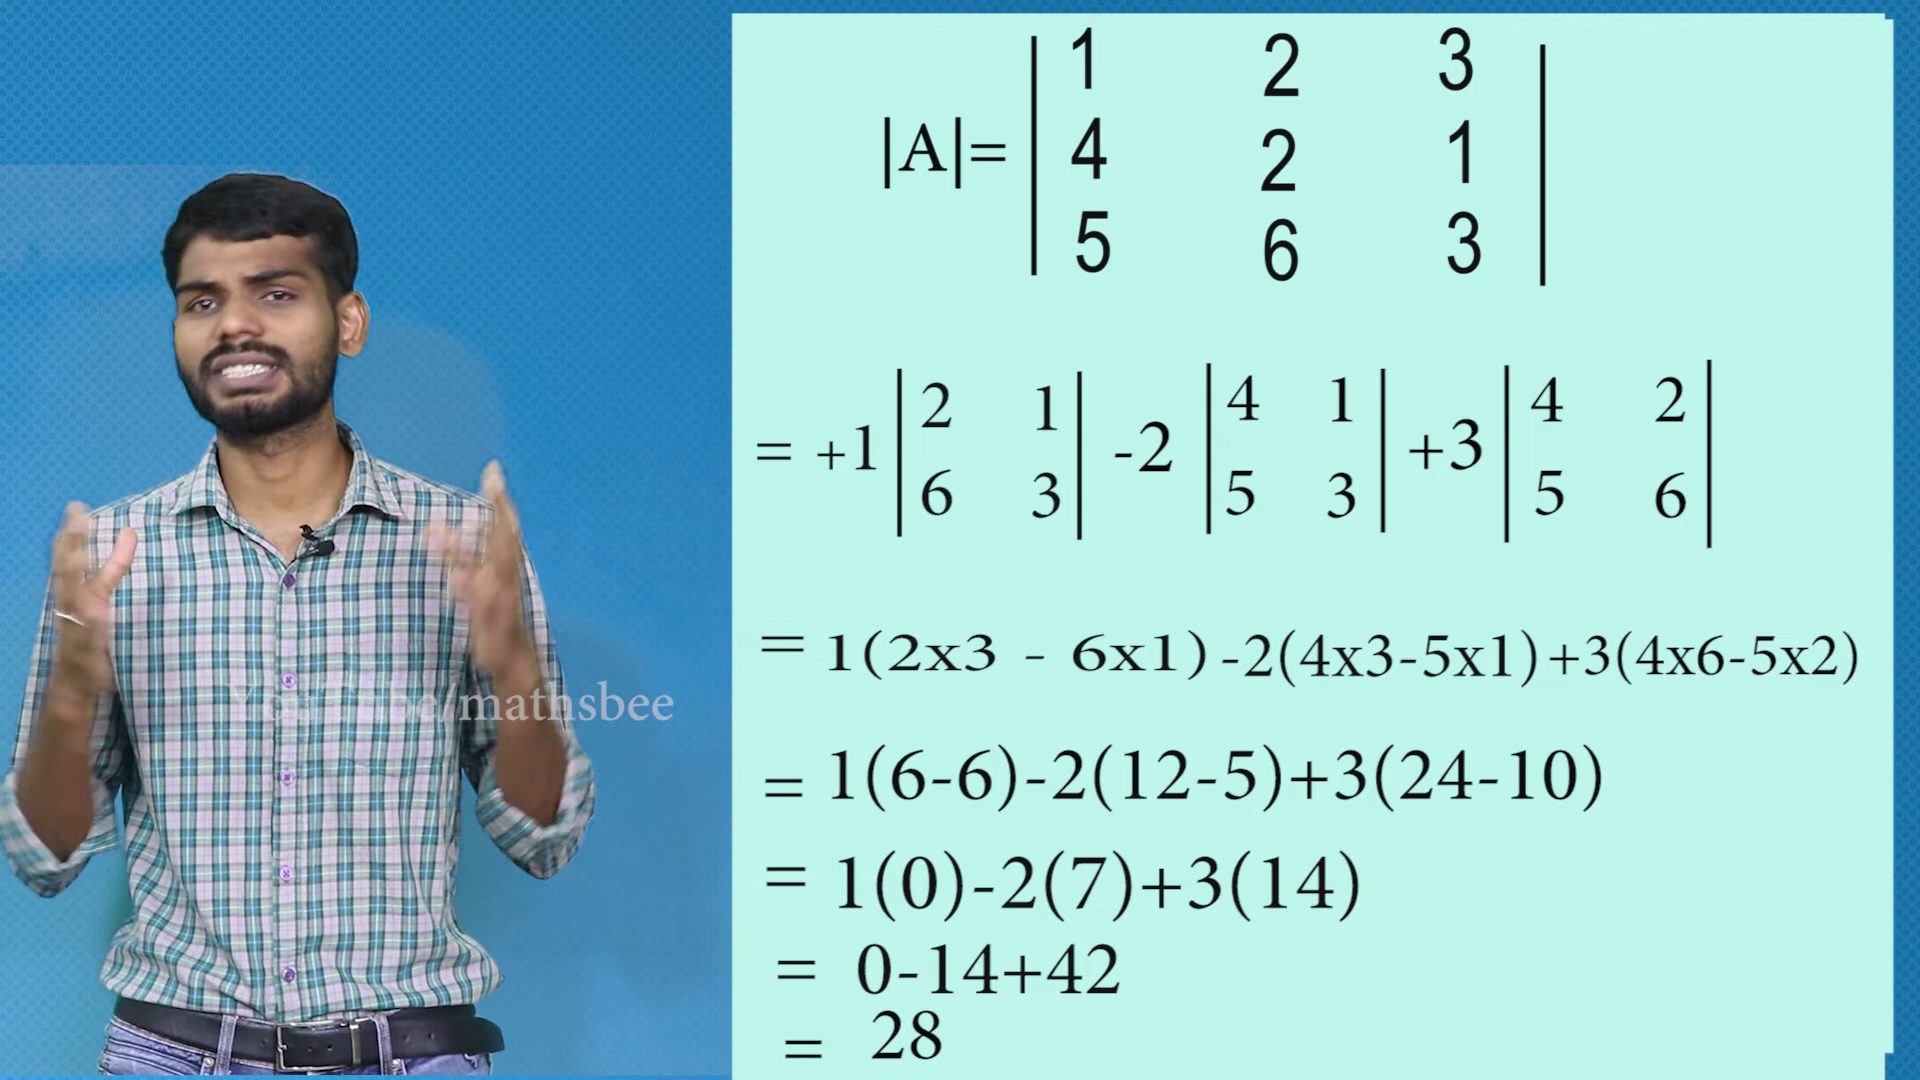 |A|= | 1 2 3 |
| 4 2 1 |
| 5 6 3 |
= +1 | 2 1 | -2 | 4 1 | +3 | 4 2 |
| 6 3 | | 5 3 | | 5 6 |
= 1(2x3 - 6x1) -2(4x3-5x1) +3(4x6-5x2)
YouTube/mathsbee
= 1(6-6)-2(12-5)+3(24-10)
= 1(0)-2(7)+3(14)
= 0-14+42
= 28